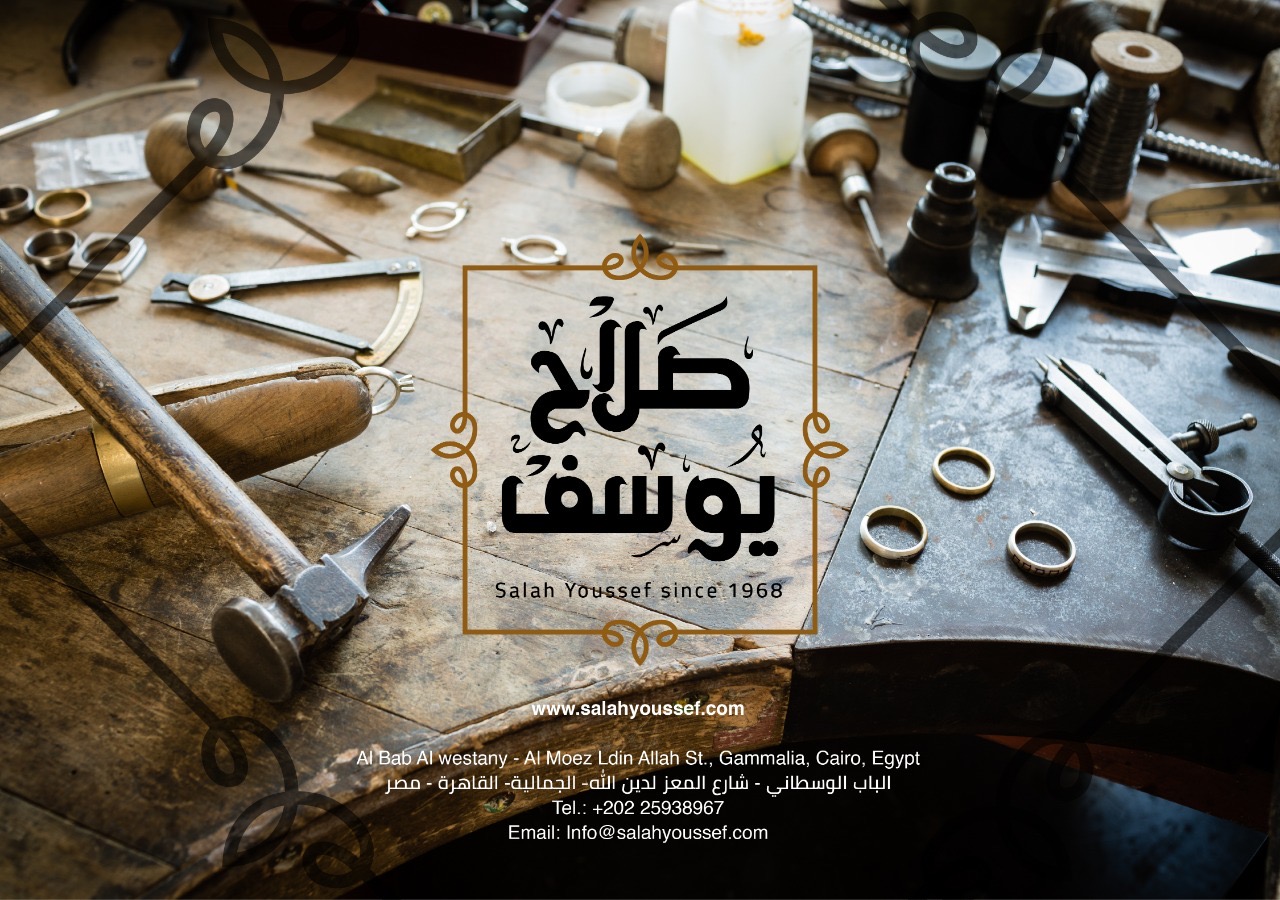 صلاح
يوسف
Salah Youssef since 1968
www.salahyoussef.com
Al Bab Al westany - Al Moez Ldin Allah St., Gammalia, Cairo, Egypt
الباب الوسطاني - شارع المعز لدين الله- الجمالية- القاهرة - مصر
Tel.: +202 25938967
Email: Info@salahyoussef.com